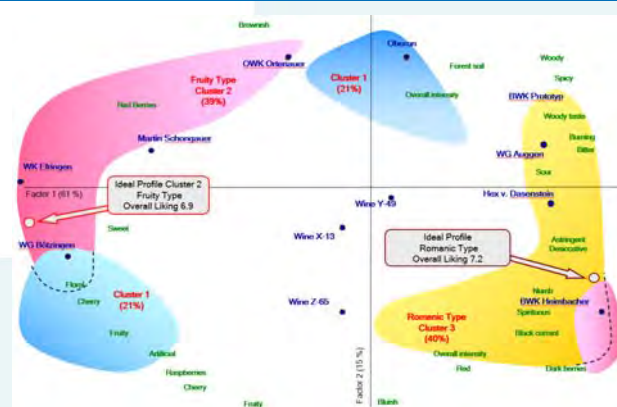 Brownish
OWK Ortenauer
Oberon
Fruity Type
Cluster 2
(39%)
Cluster 1
(21%)
Forest soil
Woody
Spicy
Overall intensity
BWK Prototyp
Red Berries
Woody taste
Martin Schongauer
Burning
Bitter
WG Auggen
WK Efringen
Sour
Factor 1 (61 %)
Ideal Profile Cluster 2
Fruity Type
Overall Liking 6.9
Wine Y-49
Hex v. Dasenstein
Sweet
Wine X-13
Ideal Profile
Romanic Type
Overall Liking 7.2
Astringent
Desiccative
WG Bötzingen
Floral
Cherry
Cluster 1
(21%)
Wine Z-65
Numb
Spirituous
BWK Heimbacher
Romenic Type
Cluster 3
(40%)
Fruity
Black currant
Artificial
Overall intensity
Raspberries
Red
Dark berries
Cherry
Factor 2 (15 %)
Fruity
Bluish